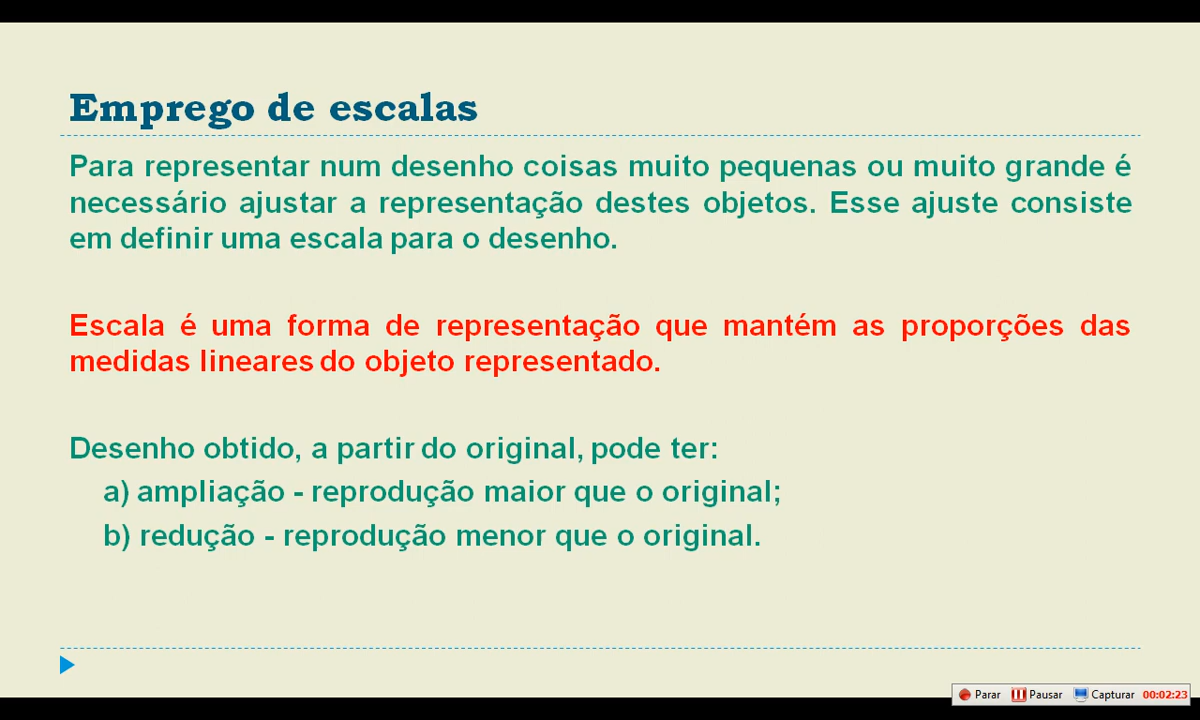 Emprego de escalas
Para representar num desenho coisas muito pequenas ou muito grande é
necessário ajustar a representação destes objetos. Esse ajuste consiste
em definir uma escala para o desenho.
Escala é uma forma de representação que mantém as proporções das
medidas lineares do objeto representado.
Desenho obtido, a partir do original, pode ter:
a) ampliação - reprodução maior que o original;
b) redução - reprodução menor que o original.
Parar Pausar Capturar 00:02:23